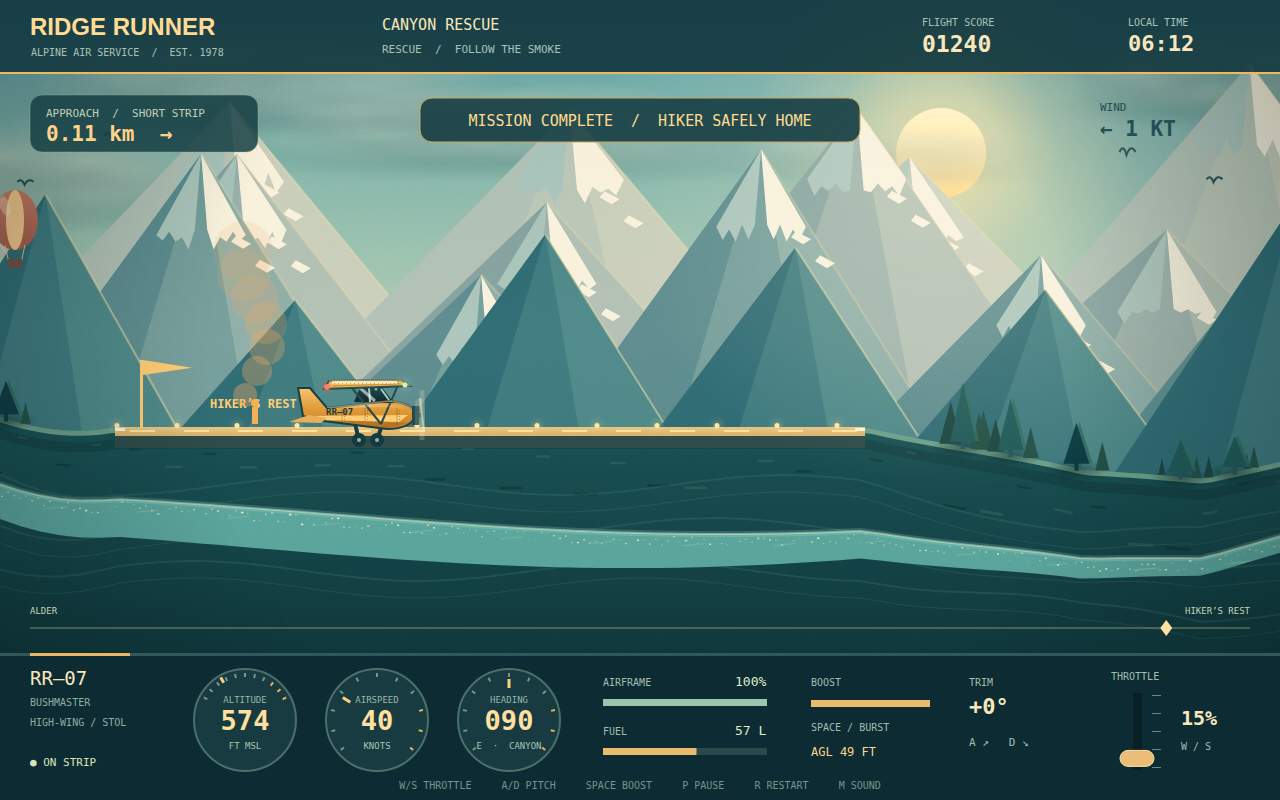 RIDGE RUNNER
ALPINE AIR SERVICE / EST. 1978
CANYON RESCUE
RESCUE / FOLLOW THE SMOKE
FLIGHT SCORE
01240
LOCAL TIME
06:12
APPROACH / SHORT STRIP
0.11 km →
MISSION COMPLETE / HIKER SAFELY HOME
WIND
← 1 KT
HIKER'S REST
RR—07
ALDER
HIKER'S REST
RR—07
BUSHMASTER
HIGH-WING / STOL
● ON STRIP
ALTITUDE
574
FT MSL
AIRSPEED
40
KNOTS
HEADING
090
E · CANYON
AIRFRAME 100%
FUEL 57 L
BOOST
SPACE / BURST
AGL 49 FT
TRIM
+0°
A ↗ D ↘
THROTTLE
15%
W / S
W/S THROTTLE A/D PITCH SPACE BOOST P PAUSE R RESTART M SOUND